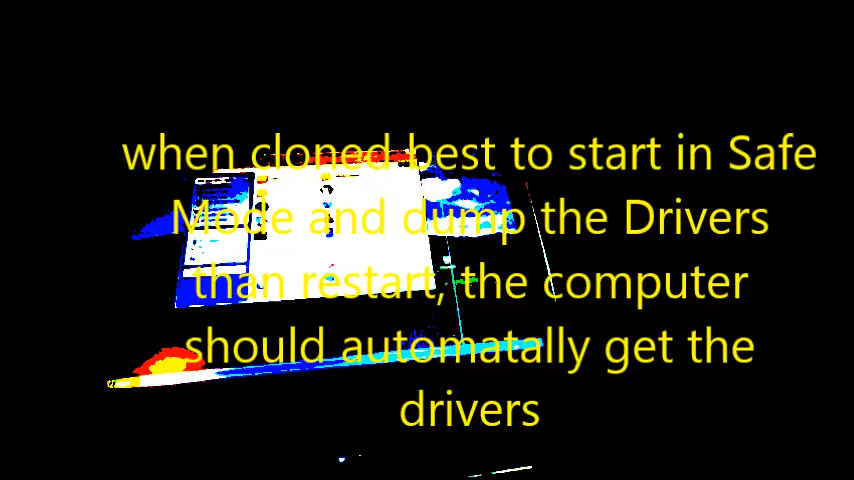 when cloned best to start in Safe
Mode and dump the Drivers
than restart, the computer
should automatally get the
drivers